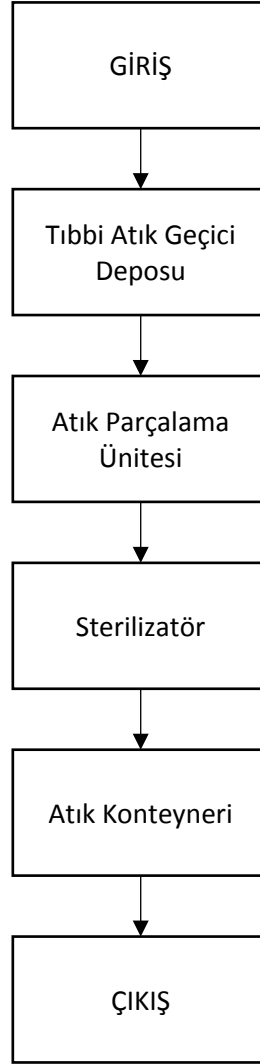 GİRİŞ
Tıbbi Atık Geçici
Deposu
Atık Parçalama
Ünitesi
Sterilizatör
Atık Konteyneri
ÇIKIŞ